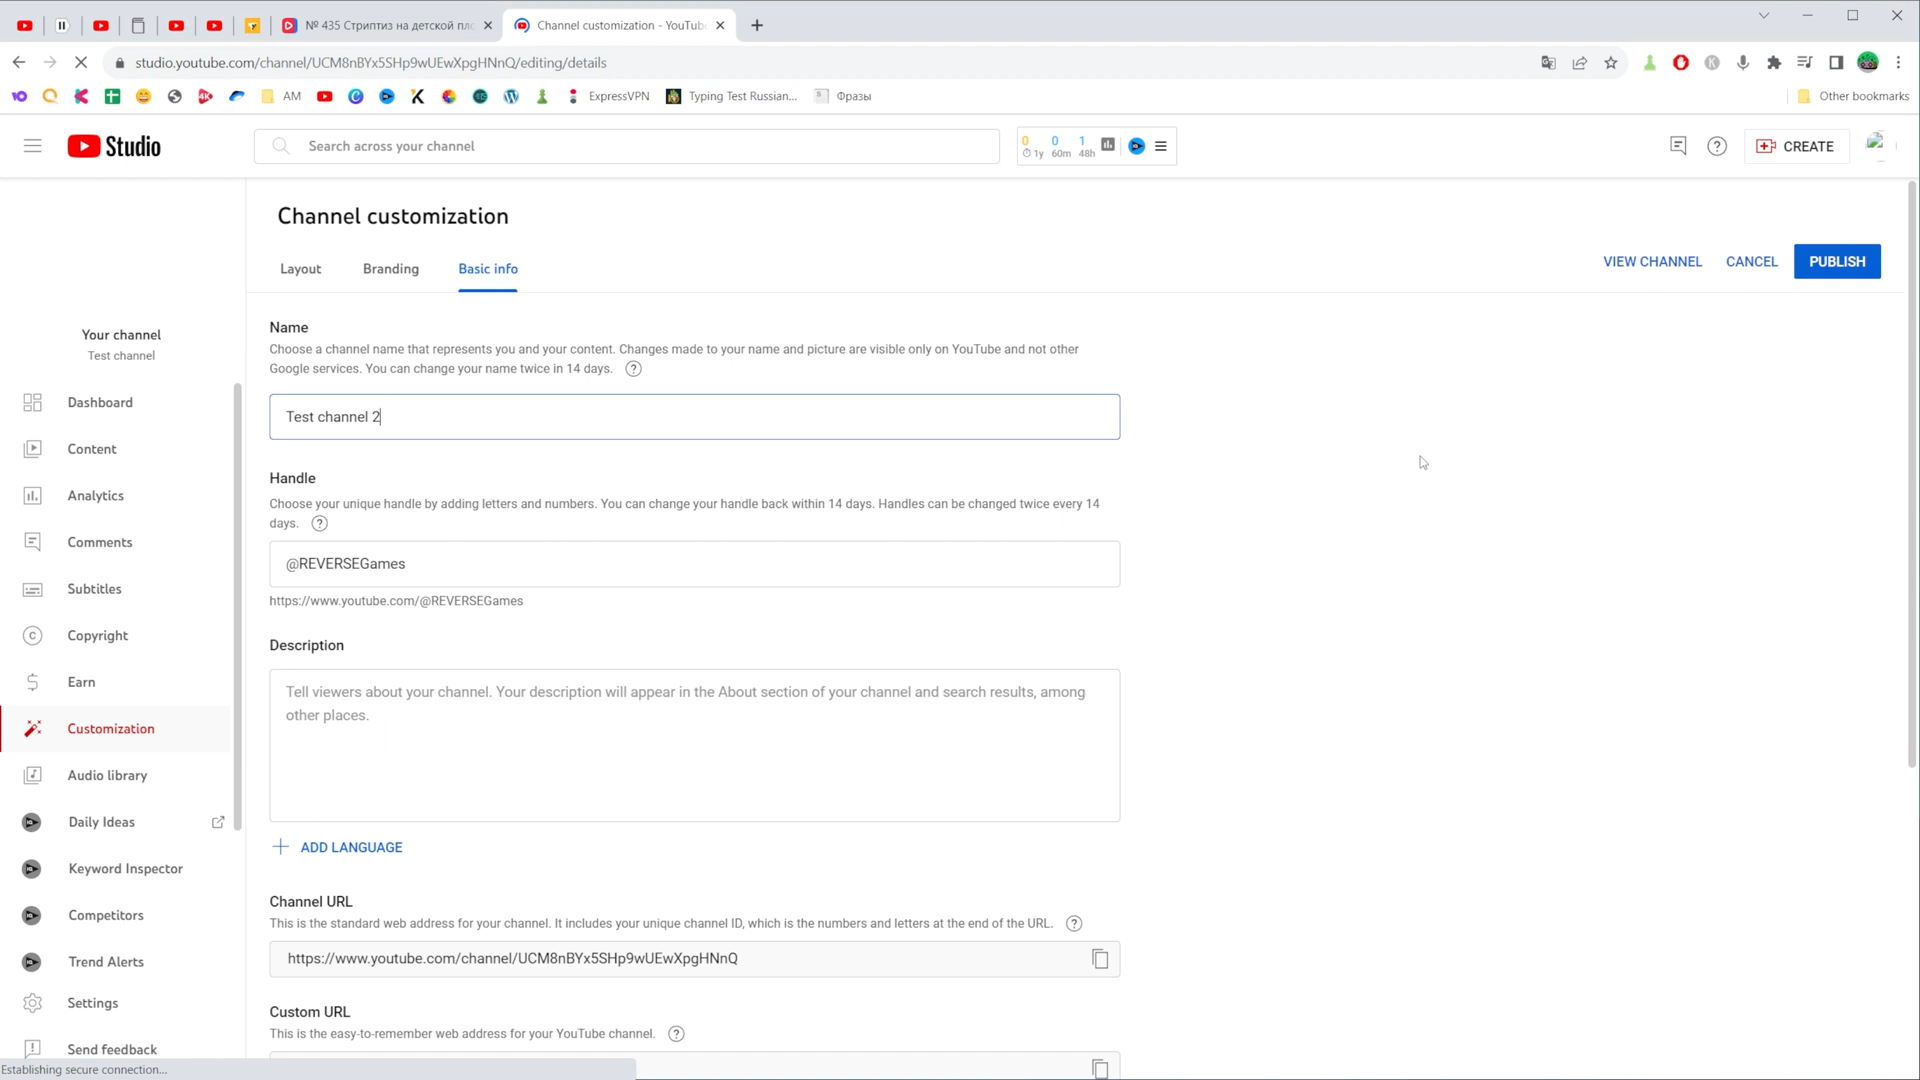 № 435 Стриптиз на детской пло
Channel customization - YouTub
studio.youtube.com/channel/UCM8nBYx5SHp9wUEwXpgHNnQ/editing/details
AM
ExpressVPN
Typing Test Russian...
Фразы
Other bookmarks
Studio
Search across your channel
0 0 1
1y 60m 48h
CREATE
Channel customization
Layout Branding Basic info
VIEW CHANNEL CANCEL PUBLISH
Your channel
Test channel
Dashboard
Content
Analytics
Comments
Subtitles
Copyright
Earn
Customization
Audio library
Daily Ideas
Keyword Inspector
Competitors
Trend Alerts
Settings
Send feedback
Name
Choose a channel name that represents you and your content. Changes made to your name and picture are visible only on YouTube and not other
Google services. You can change your name twice in 14 days.
Test channel 2
Handle
Choose your unique handle by adding letters and numbers. You can change your handle back within 14 days. Handles can be changed twice every 14
days.
@REVERSEGames
https://www.youtube.com/@REVERSEGames
Description
Tell viewers about your channel. Your description will appear in the About section of your channel and search results, among
other places.
ADD LANGUAGE
Channel URL
This is the standard web address for your channel. It includes your unique channel ID, which is the numbers and letters at the end of the URL.
https://www.youtube.com/channel/UCM8nBYx5SHp9wUEwXpgHNnQ
Custom URL
This is the easy-to-remember web address for your YouTube channel.
Establishing secure connection...